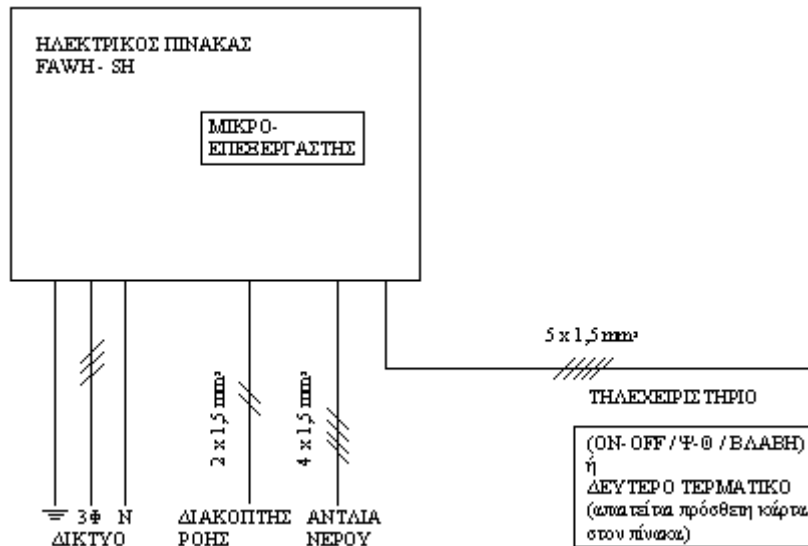 ΗΛΕΚΤΡΙΚΟΣ ΠΙΝΑΚΑΣ
FAWH - SH
ΜΙΚΡΟ-
ΕΠΕΞΕΡΓΑΣΤΗΣ
5 x 1,5 mm²
2 x 1,5 mm²
4 x 1,5 mm²
ΤΗΛΕΧΕΙΡΙΣΤΗΡΙΟ
(ON- OFF / Ψ-Θ / ΒΛΑΒΗ)
ή
ΔΕΥΤΕΡΟ ΤΕΡΜΑΤΙΚΟ
(απαιτείται πρόσθετη κάρτα
στον πίνακα)
3Φ Ν ΔΙΑΚΟΠΤΗΣ ΑΝΤΛΙΑ
ΔΙΚΤΥΟ ΡΟΗΣ ΝΕΡΟΥ